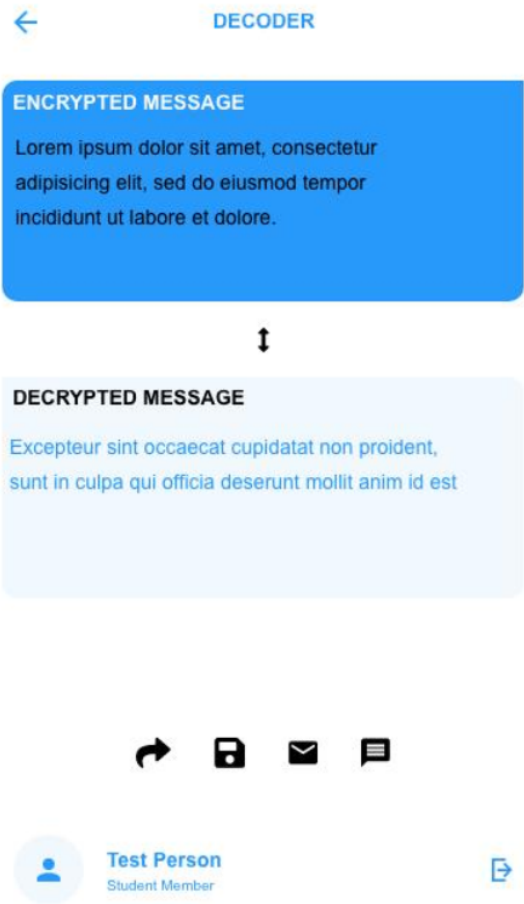 DECODER
ENCRYPTED MESSAGE
Lorem ipsum dolor sit amet, consectetur
adipisicing elit, sed do eiusmod tempor
incididunt ut labore et dolore.
DECRYPTED MESSAGE
Excepteur sint occaecat cupidatat non proident,
sunt in culpa qui officia deserunt mollit anim id est
Test Person
Student Member